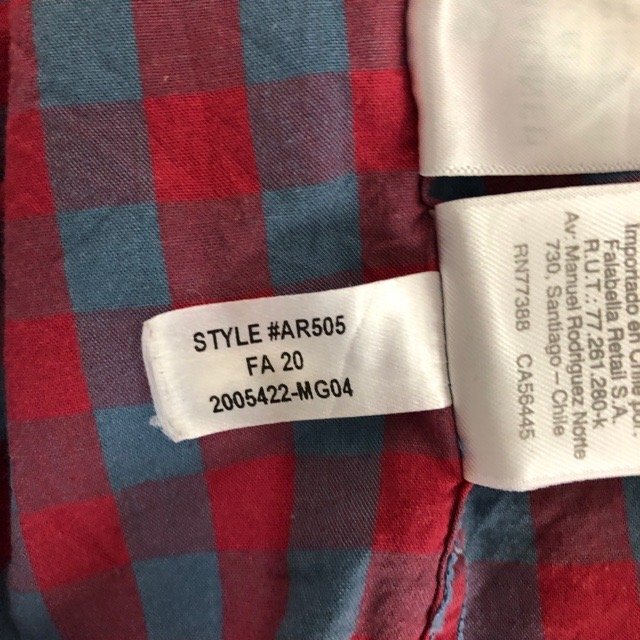 STYLE #AR505
FA 20
2005422-MG04
Importado en Chile por:
Falabella Retail S.A.
R.U.T.: 77.261.280-k
Av: Manuel Rodriguez Norte
730, Santiago – Chile
RN77388 CA56445